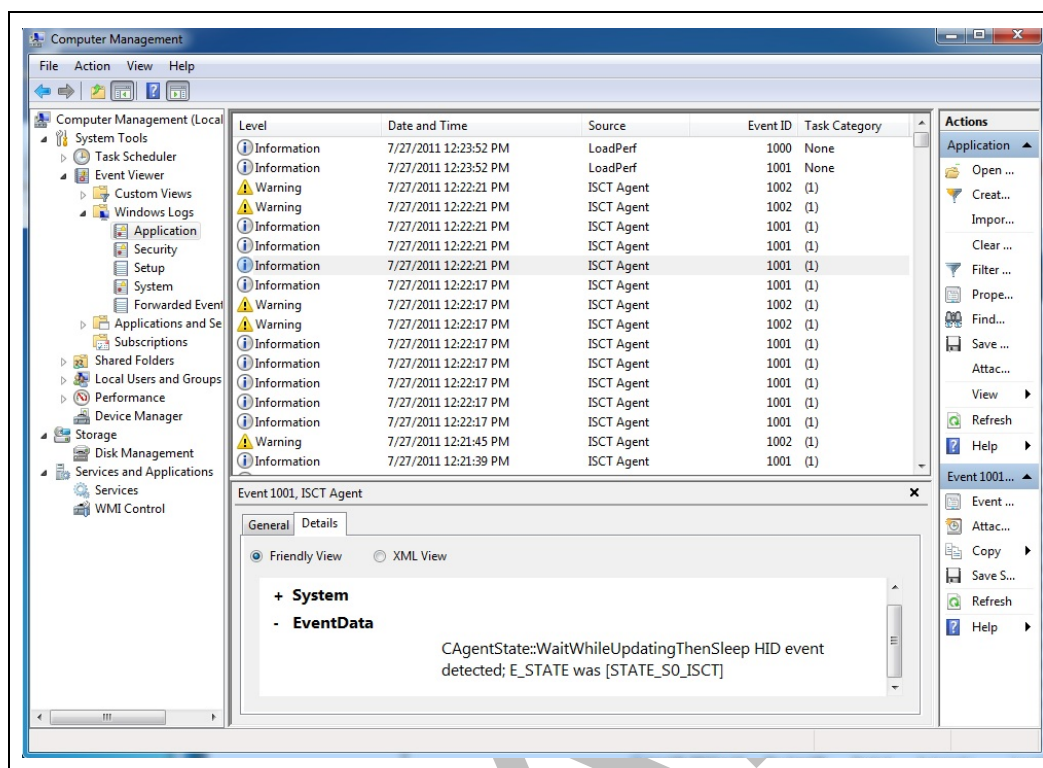 Computer Management
File Action View Help
Computer Management (Local
System Tools
Task Scheduler
Event Viewer
Custom Views
Windows Logs
Application
Security
Setup
System
Forwarded Event
Applications and Se
Subscriptions
Shared Folders
Local Users and Groups
Performance
Device Manager
Storage
Disk Management
Services and Applications
Services
WMI Control
Level Date and Time Source Event ID Task Category
Information 7/27/2011 12:23:52 PM LoadPerf 1000 None
Information 7/27/2011 12:23:52 PM LoadPerf 1001 None
Warning 7/27/2011 12:22:21 PM ISCT Agent 1002 (1)
Warning 7/27/2011 12:22:21 PM ISCT Agent 1002 (1)
Information 7/27/2011 12:22:21 PM ISCT Agent 1001 (1)
Information 7/27/2011 12:22:21 PM ISCT Agent 1001 (1)
Information 7/27/2011 12:22:21 PM ISCT Agent 1001 (1)
Information 7/27/2011 12:22:17 PM ISCT Agent 1001 (1)
Warning 7/27/2011 12:22:17 PM ISCT Agent 1002 (1)
Warning 7/27/2011 12:22:17 PM ISCT Agent 1002 (1)
Information 7/27/2011 12:22:17 PM ISCT Agent 1001 (1)
Information 7/27/2011 12:22:17 PM ISCT Agent 1001 (1)
Information 7/27/2011 12:22:17 PM ISCT Agent 1001 (1)
Information 7/27/2011 12:22:17 PM ISCT Agent 1001 (1)
Information 7/27/2011 12:22:17 PM ISCT Agent 1001 (1)
Warning 7/27/2011 12:21:45 PM ISCT Agent 1002 (1)
Information 7/27/2011 12:21:39 PM ISCT Agent 1001 (1)
Event 1001, ISCT Agent
General Details
Friendly View XML View
+ System
- EventData
CAgentState::WaitWhileUpdatingThenSleep HID event
detected; E_STATE was [STATE_S0_ISCT]
Actions
Application
Open ...
Creat...
Impor...
Clear ...
Filter ...
Prope...
Find...
Save ...
Attac...
View
Refresh
Help
Event 1001...
Event ...
Attac...
Copy
Save S...
Refresh
Help